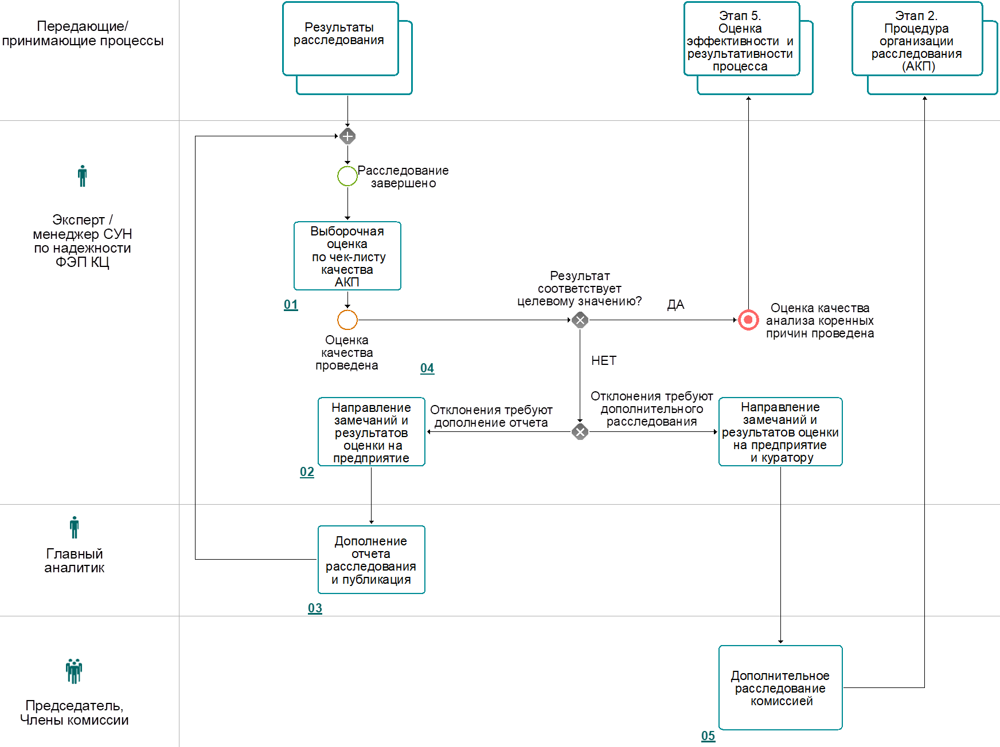 Передающие/
принимающие процессы
Результаты
расследования
Этап 5.
Оценка
эффективности и
результативности
процесса
Этап 2.
Процедура
организации
расследования
(АКП)
Эксперт /
менеджер СУН
по надежности
ФЭП КЦ
Расследование
завершено
Выборочная
оценка
по чек-листу
качества
АКП
01
Оценка
качества
проведена
Результат
соответствует
целевому значению?
ДА
Оценка качества
анализа коренных
причин проведена
НЕТ
04
Направление
замечаний и
результатов
оценки на
предприятие
02
Отклонения требуют
дополнение отчета
Отклонения требуют
дополнительного
расследования
Направление
замечаний и
результатов оценки
на предприятие
и куратору
Главный
аналитик
Дополнение
отчета
расследования
и публикация
03
Председатель,
Члены комиссии
Дополнительное
расследование
комиссией
05